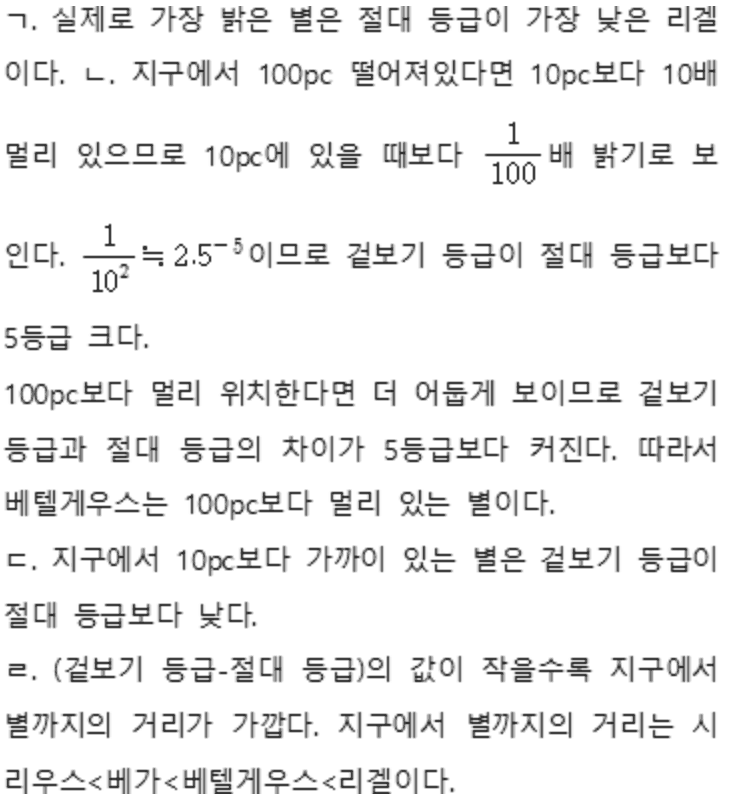 ㄱ. 실제로 가장 밝은 별은 절대 등급이 가장 낮은 리겔
이다. ㄴ. 지구에서 100pc 떨어져있다면 10pc보다 10배
멀리 있으므로 10pc에 있을 때보다 1/100 배 밝기로 보
인다. 1/10² ≒ 2.5⁻⁵이므로 겉보기 등급이 절대 등급보다
5등급 크다.
100pc보다 멀리 위치한다면 더 어둡게 보이므로 겉보기
등급과 절대 등급의 차이가 5등급보다 커진다. 따라서
베텔게우스는 100pc보다 멀리 있는 별이다.
ㄷ. 지구에서 10pc보다 가까이 있는 별은 겉보기 등급이
절대 등급보다 낮다.
ㄹ. (겉보기 등급-절대 등급)의 값이 작을수록 지구에서
별까지의 거리가 가깝다. 지구에서 별까지의 거리는 시
리우스<베가<베텔게우스<리겔이다.